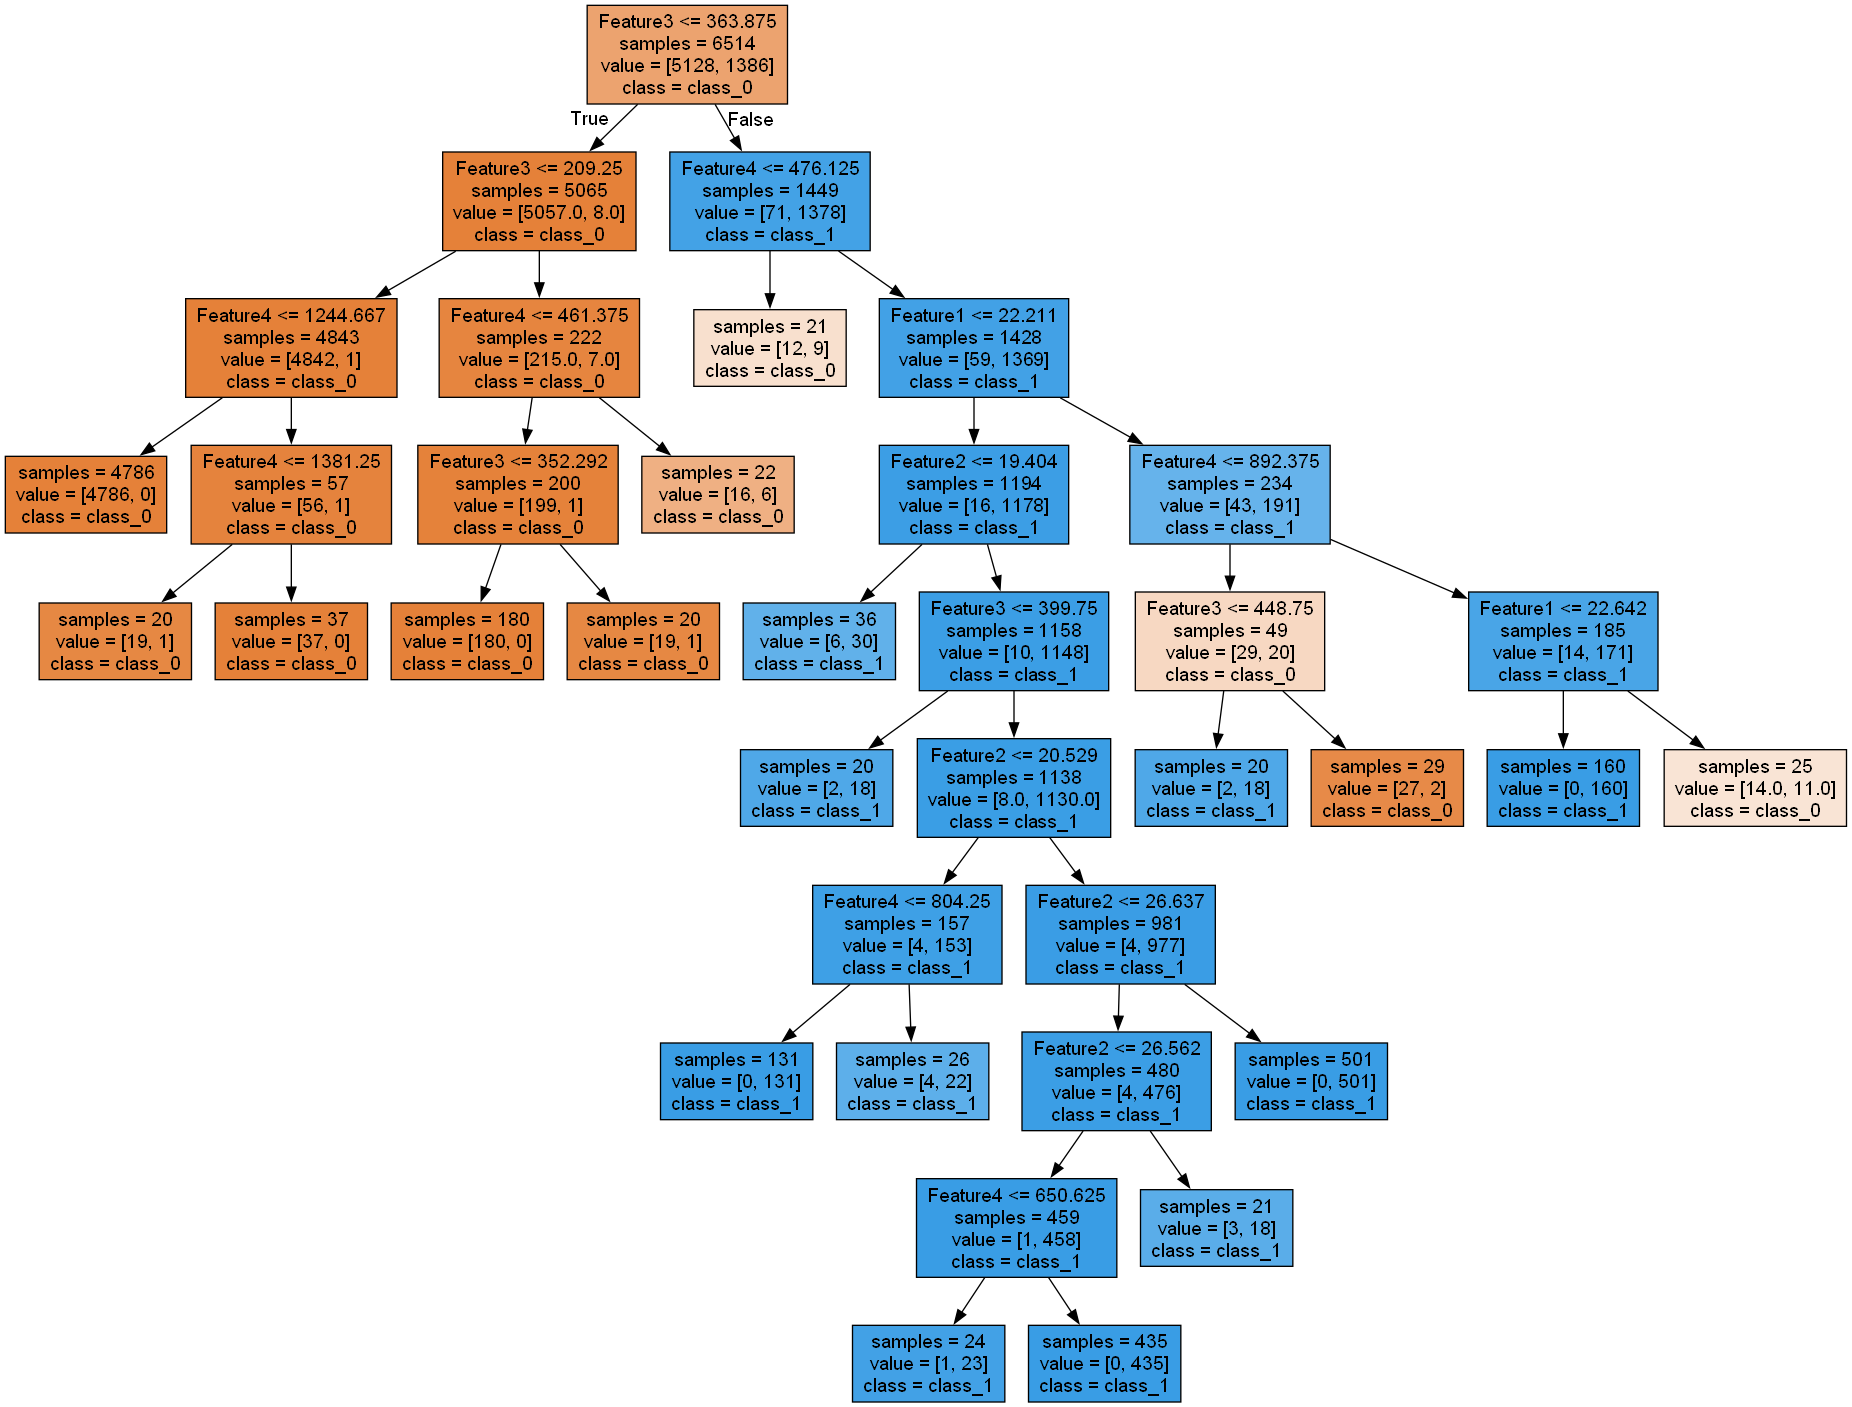 Feature3 <= 363.875
samples = 6514
value = [5128, 1386]
class = class_0
True
False
Feature3 <= 209.25
samples = 5065
value = [5057.0, 8.0]
class = class_0
Feature4 <= 476.125
samples = 1449
value = [71, 1378]
class = class_1
Feature4 <= 1244.667
samples = 4843
value = [4842, 1]
class = class_0
Feature4 <= 461.375
samples = 222
value = [215.0, 7.0]
class = class_0
samples = 21
value = [12, 9]
class = class_0
Feature1 <= 22.211
samples = 1428
value = [59, 1369]
class = class_1
samples = 4786
value = [4786, 0]
class = class_0
Feature4 <= 1381.25
samples = 57
value = [56, 1]
class = class_0
Feature3 <= 352.292
samples = 200
value = [199, 1]
class = class_0
samples = 22
value = [16, 6]
class = class_0
Feature2 <= 19.404
samples = 1194
value = [16, 1178]
class = class_1
Feature4 <= 892.375
samples = 234
value = [43, 191]
class = class_1
samples = 20
value = [19, 1]
class = class_0
samples = 37
value = [37, 0]
class = class_0
samples = 180
value = [180, 0]
class = class_0
samples = 20
value = [19, 1]
class = class_0
samples = 36
value = [6, 30]
class = class_1
Feature3 <= 399.75
samples = 1158
value = [10, 1148]
class = class_1
Feature3 <= 448.75
samples = 49
value = [29, 20]
class = class_0
Feature1 <= 22.642
samples = 185
value = [14, 171]
class = class_1
samples = 20
value = [2, 18]
class = class_1
Feature2 <= 20.529
samples = 1138
value = [8.0, 1130.0]
class = class_1
samples = 20
value = [2, 18]
class = class_1
samples = 29
value = [27, 2]
class = class_0
samples = 160
value = [0, 160]
class = class_1
samples = 25
value = [14.0, 11.0]
class = class_0
Feature4 <= 804.25
samples = 157
value = [4, 153]
class = class_1
Feature2 <= 26.637
samples = 981
value = [4, 977]
class = class_1
samples = 131
value = [0, 131]
class = class_1
samples = 26
value = [4, 22]
class = class_1
Feature2 <= 26.562
samples = 480
value = [4, 476]
class = class_1
samples = 501
value = [0, 501]
class = class_1
Feature4 <= 650.625
samples = 459
value = [1, 458]
class = class_1
samples = 21
value = [3, 18]
class = class_1
samples = 24
value = [1, 23]
class = class_1
samples = 435
value = [0, 435]
class = class_1